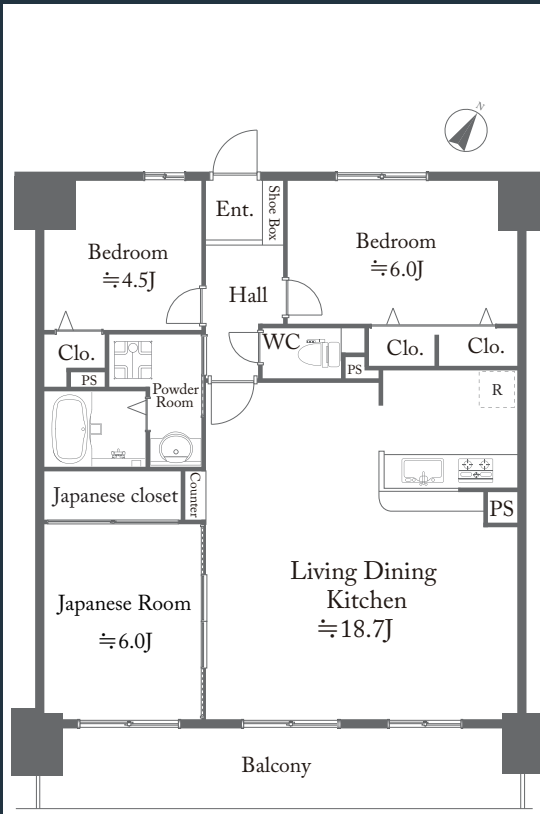 N
Ent.
Shoe Box
Bedroom
≒4.5J
Bedroom
≒6.0J
Hall
WC
Clo.
PS
Powder
Room
PS
Clo.
Clo.
R
Japanese closet
Counter
PS
Living Dining
Kitchen
≒18.7J
Japanese Room
≒6.0J
Balcony